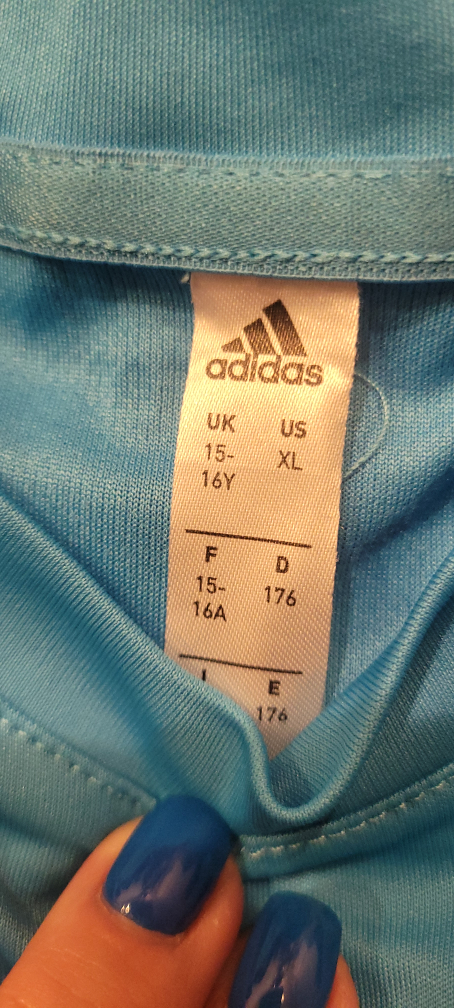 adidas
UK US
15- XL
16Y
F D
15- 176
16A
E
176